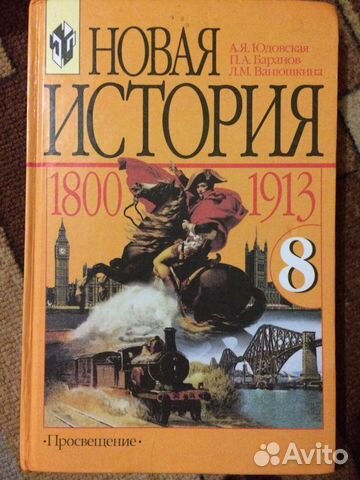 НОВАЯ
А.Я. Юдовская
П.А. Баранов
Л.М. Ванюшкина
ИСТОРИЯ
1800
1913
8
•Просвещение•
Avito